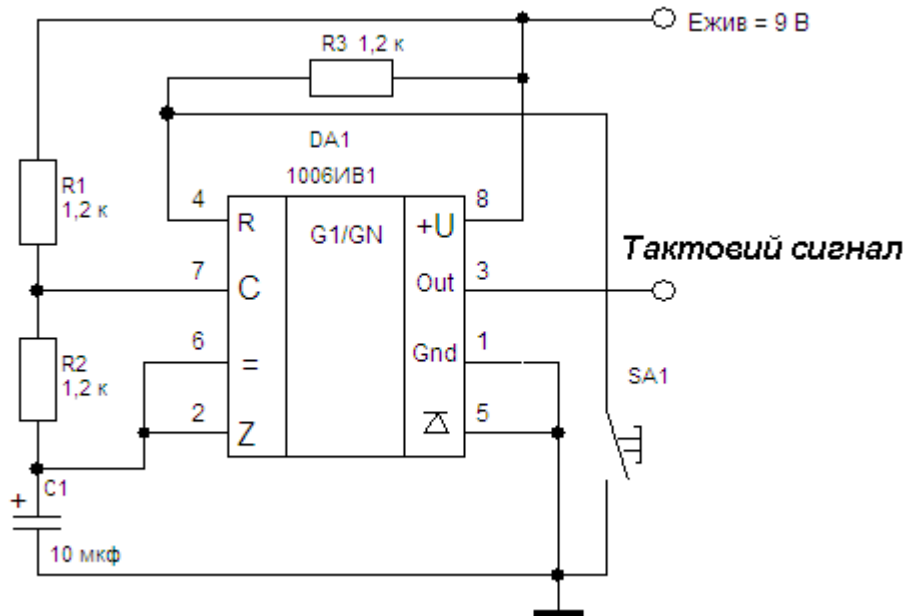 Eжив = 9 В
R3 1,2 к
DA1
1006ИВ1
R1
1,2 к
4
R
G1/GN
+U
8
Тактовий сигнал
7
C
Out
3
R2
1,2 к
6
=
Gnd
1
SA1
2
Z
5
C1
+
10 мкф